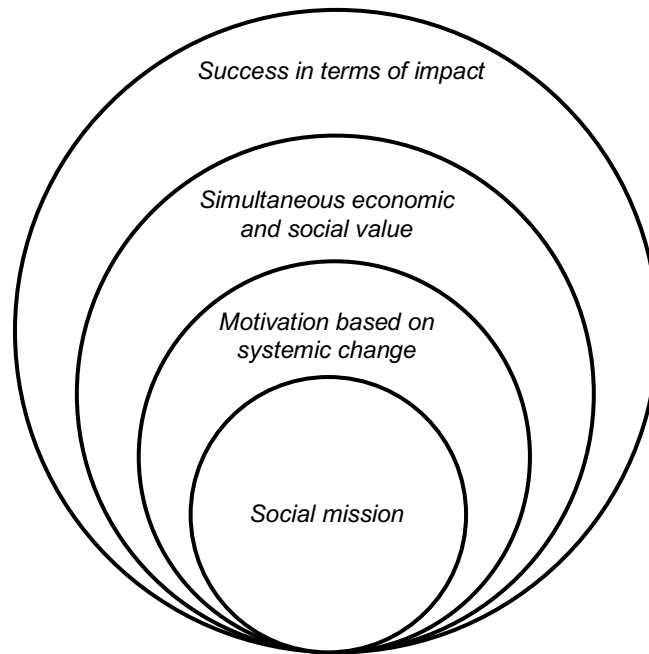 Success in terms of impact
Simultaneous economic
and social value
Motivation based on
systemic change
Social mission